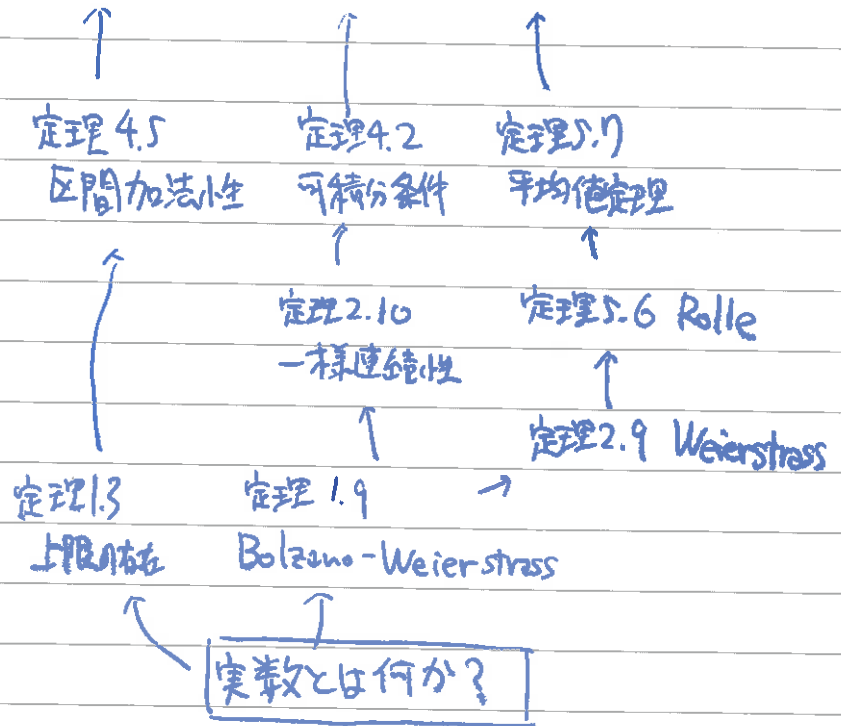 定理4.5
区間加法性
定理4.2
可積分条件
定理5.7
平均値定理
定理2.10
一様連続性
定理5.6 Rolle
定理2.9 Weierstrass
定理1.3
上限の存在
定理 1.9
Bolzano-Weierstrass
実数とは何か?